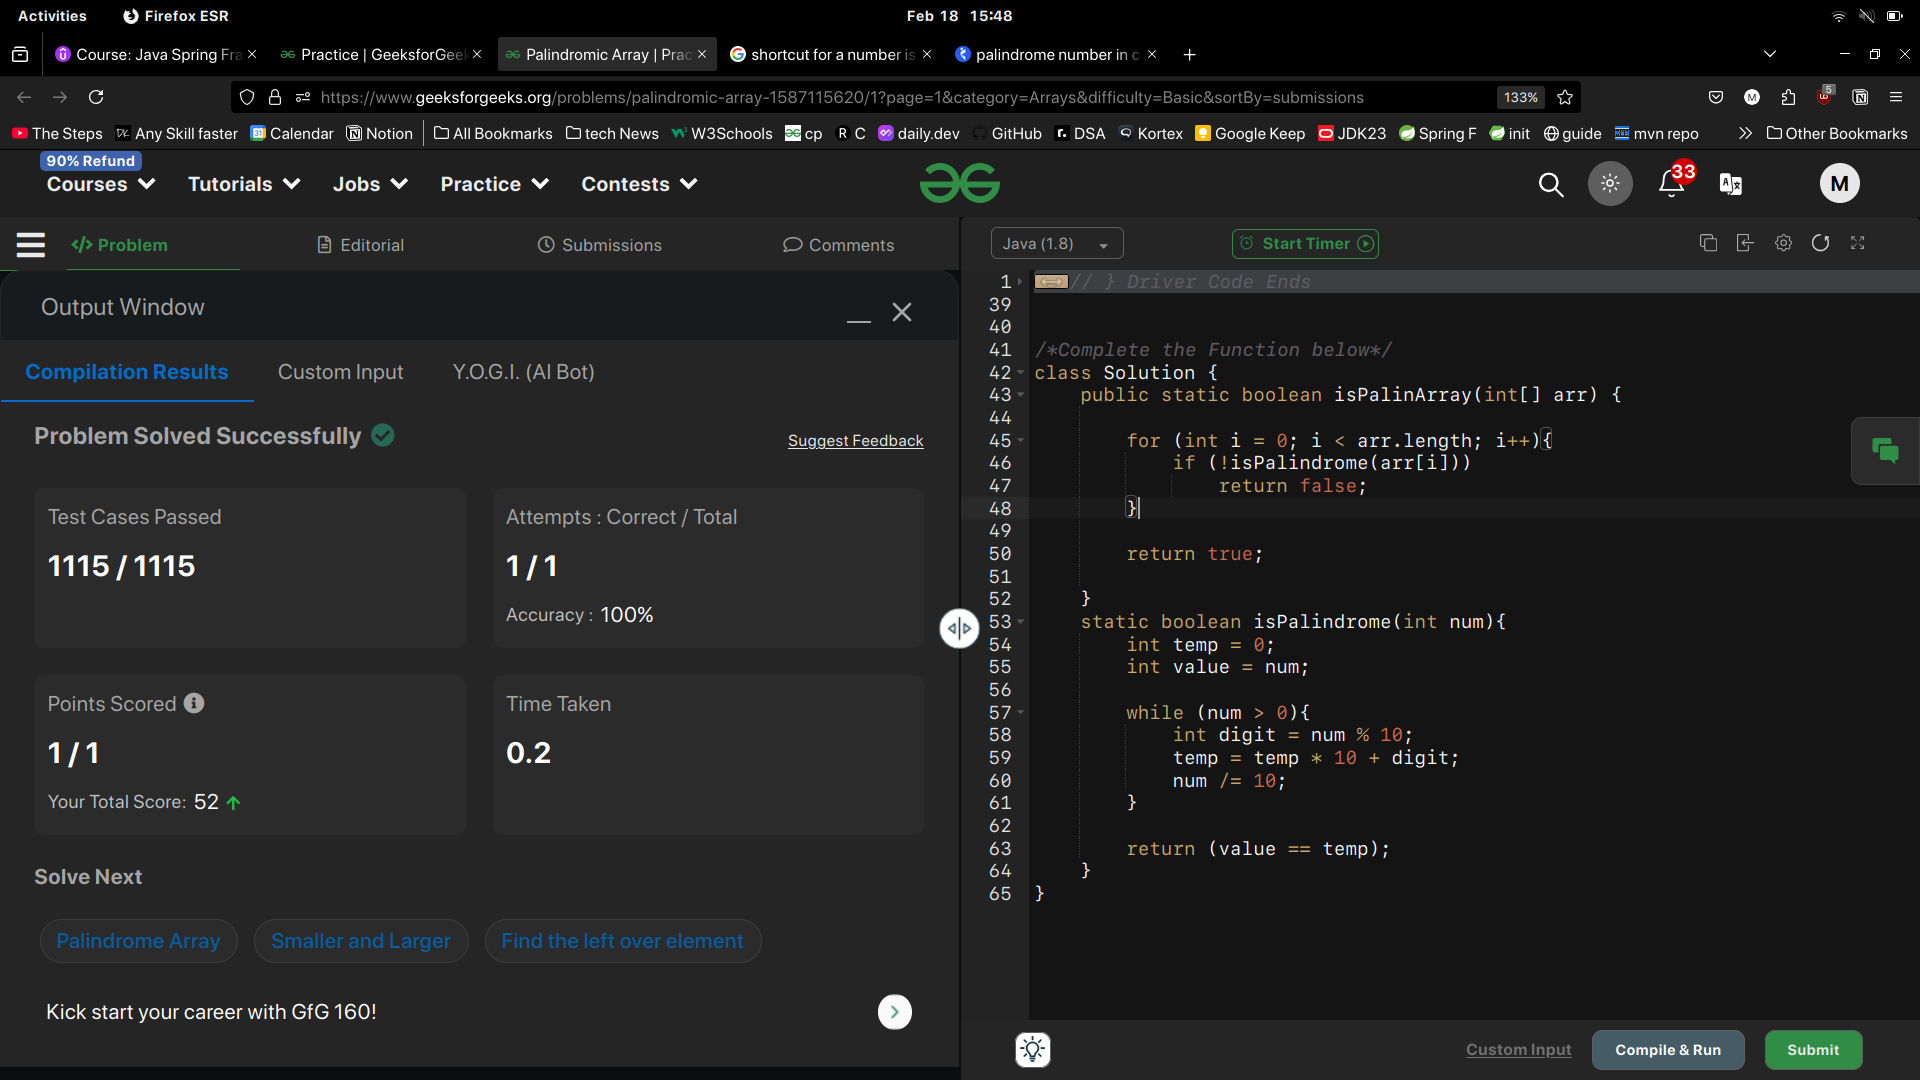 Activities
Firefox ESR
Feb 18 15:48
Course: Java Spring Fra
Practice | GeeksforGeek
Palindromic Array | Prac
shortcut for a number is
palindrome number in c
https://www.geeksforgeeks.org/problems/palindromic-array-1587115620/1?page=1&category=Arrays&difficulty=Basic&sortBy=submissions
133%
M
5
The Steps
Any Skill faster
31
Calendar
Notion
All Bookmarks
tech News
W3Schools
cp
R C
daily.dev
GitHub
r.
DSA
Kortex
Google Keep
JDK23
Spring F
init
guide
mvn repo
Other Bookmarks
90% Refund
Courses
Tutorials
Jobs
Practice
Contests
33
M
</> Problem
Editorial
Submissions
Comments
Java (1.8)
Start Timer
Output Window
Compilation Results
Custom Input
Y.O.G.I. (AI Bot)
Problem Solved Successfully
Suggest Feedback
Test Cases Passed
1115 / 1115
Attempts : Correct / Total
1 / 1
Accuracy : 100%
Points Scored
1 / 1
Your Total Score: 52
Time Taken
0.2
Solve Next
Palindrome Array
Smaller and Larger
Find the left over element
Kick start your career with GfG 160!
1 // } Driver Code Ends
39
40
41 /*Complete the Function below*/
42 class Solution {
43 public static boolean isPalinArray(int[] arr) {
44
45 for (int i = 0; i < arr.length; i++){
46 if (!isPalindrome(arr[i]))
47 return false;
48 }
49
50 return true;
51
52 }
53 static boolean isPalindrome(int num){
54 int temp = 0;
55 int value = num;
56
57 while (num > 0){
58 int digit = num % 10;
59 temp = temp * 10 + digit;
60 num /= 10;
61 }
62
63 return (value == temp);
64 }
65 }
Custom Input
Compile & Run
Submit